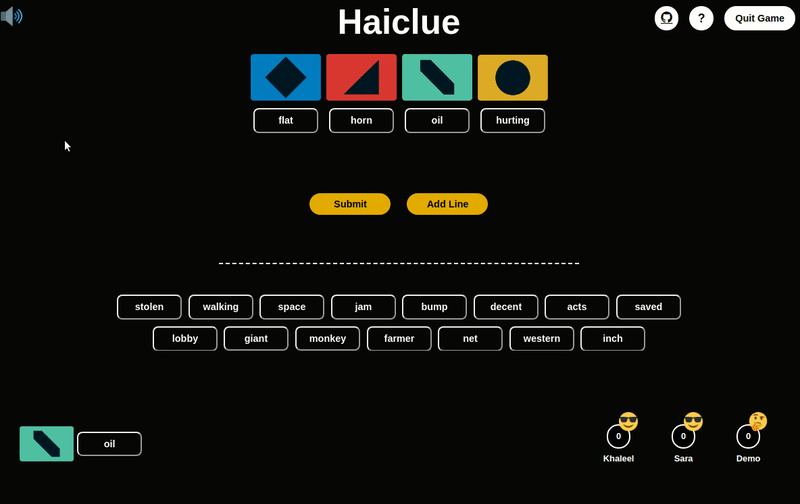 Haiclue
? Quit Game
flat horn oil hurting
Submit Add Line
stolen walking space jam bump decent acts saved
lobby giant monkey farmer net western inch
oil
0 0 0
Khaleel Sara Demo